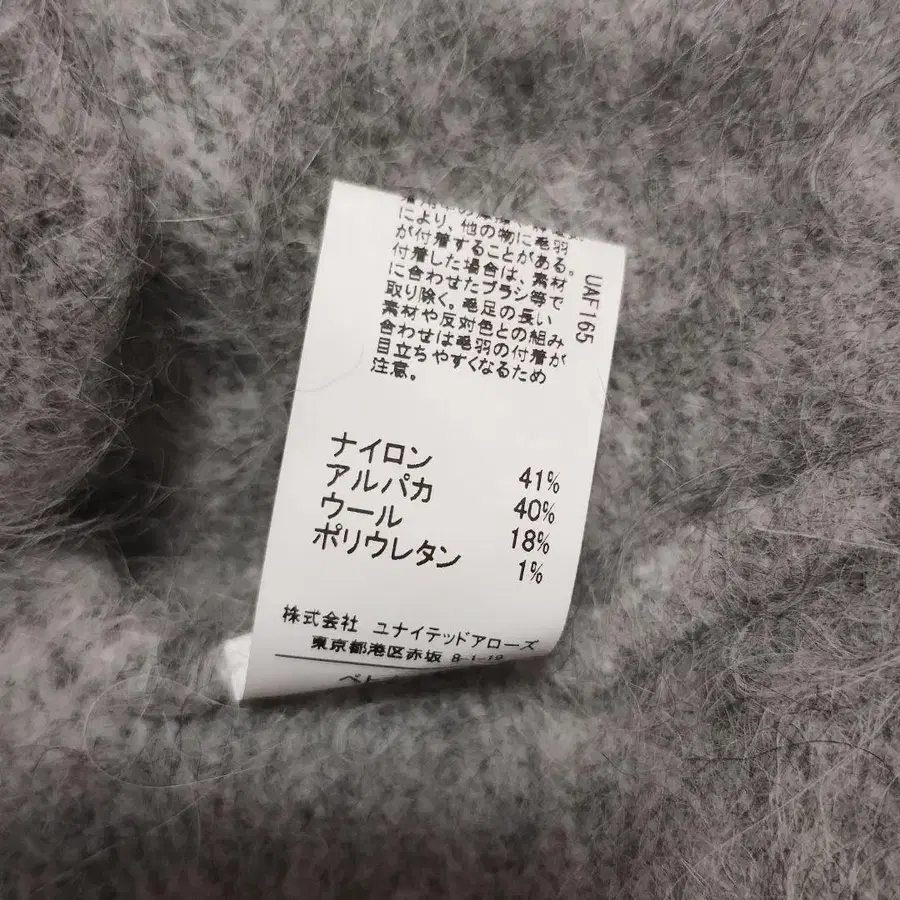 により、他の物に毛羽
が付着することがある。
付着した場合は、素材
に合わせたブラシ等で
取り除く。毛足の長い
素材や反対色との組み
合わせは毛羽の付着が
目立ちやすくなるため
注意。
UAF165
ナイロン 41%
アルパカ 40%
ウール 18%
ポリウレタン 1%
株式会社 ユナイテッドアローズ
東京都港区赤坂 8-1-19